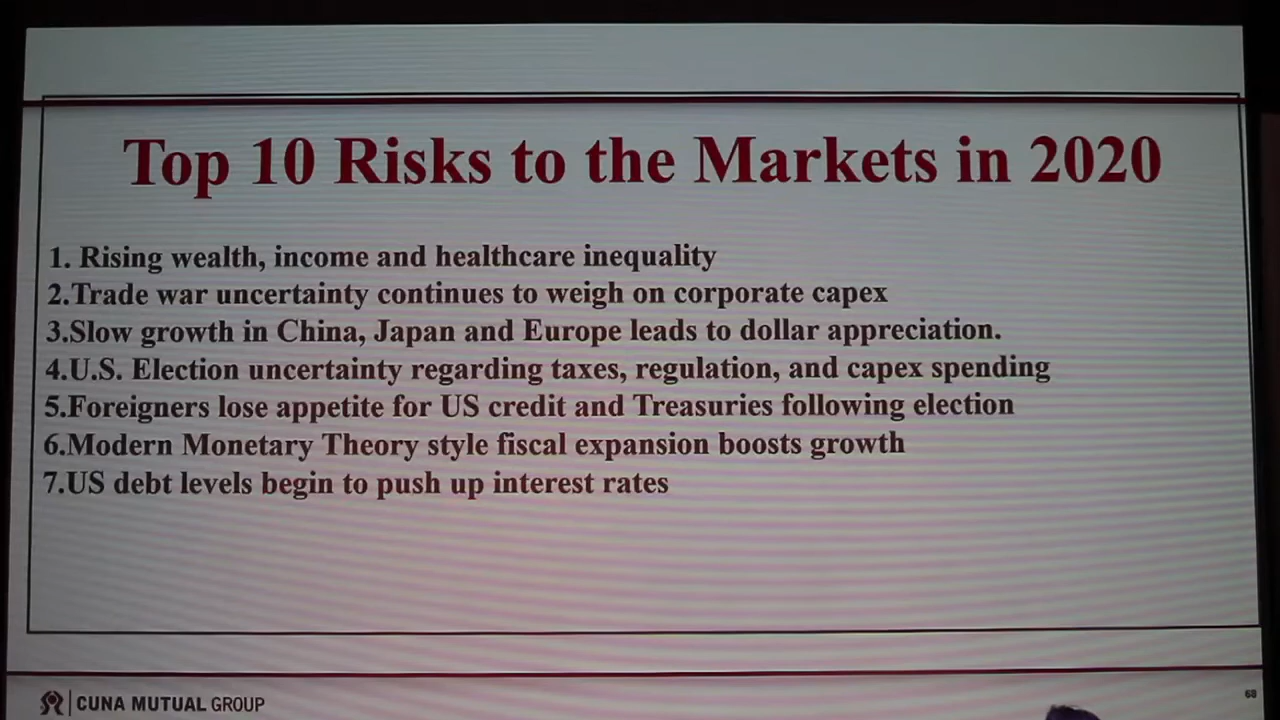 Top 10 Risks to the Markets in 2020
1. Rising wealth, income and healthcare inequality
2.Trade war uncertainty continues to weigh on corporate capex
3.Slow growth in China, Japan and Europe leads to dollar appreciation.
4.U.S. Election uncertainty regarding taxes, regulation, and capex spending
5.Foreigners lose appetite for US credit and Treasuries following election
6.Modern Monetary Theory style fiscal expansion boosts growth
7.US debt levels begin to push up interest rates
CUNA MUTUAL GROUP
68